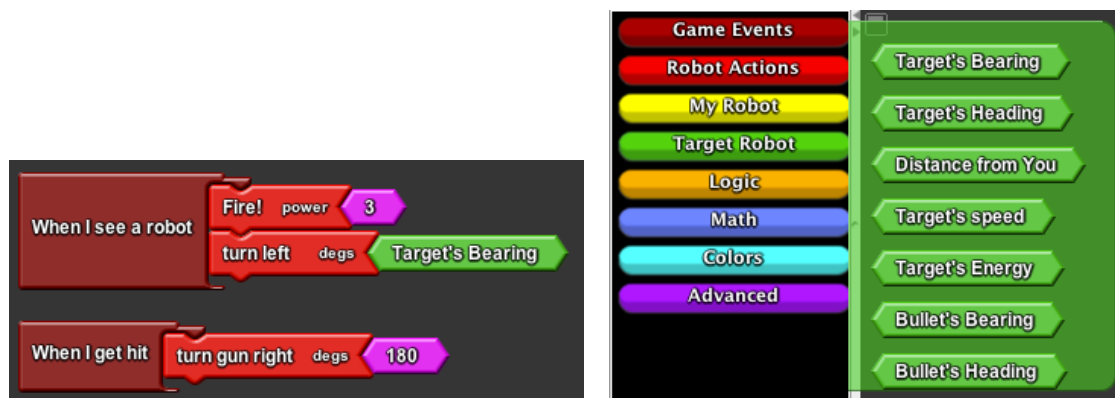 When I see a robot
Fire! power 3
turn left degs Target's Bearing
When I get hit
turn gun right degs 180
Game Events
Robot Actions
My Robot
Target Robot
Logic
Math
Colors
Advanced
Target's Bearing
Target's Heading
Distance from You
Target's speed
Target's Energy
Bullet's Bearing
Bullet's Heading